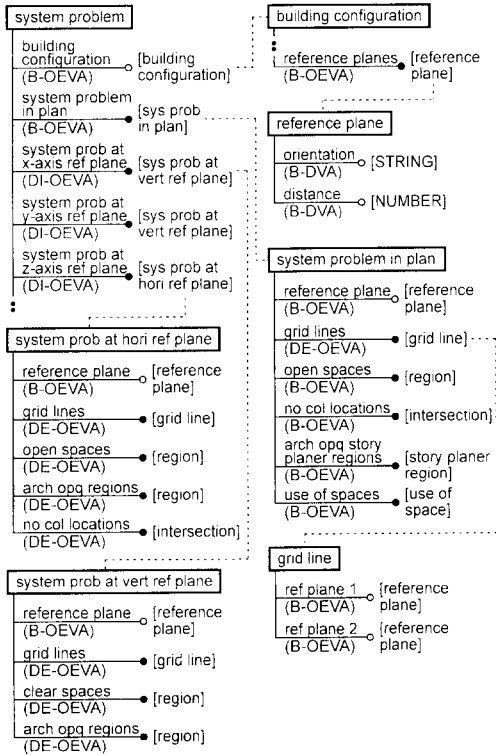 system problem
building
configuration [building
(B-OEVA) configuration]
system problem
in plan [sys prob
(B-OEVA) in plan]
system prob at
x-axis ref plane [sys prob at
(DI-OEVA) vert ref plane]
system prob at
y-axis ref plane [sys prob at
(DI-OEVA) vert ref plane]
system prob at
z-axis ref plane [sys prob at
(DI-OEVA) hori ref plane]
system prob at hori ref plane
reference plane [reference
(B-OEVA) plane]
grid lines [grid line]
(DE-OEVA)
open spaces [region]
(DE-OEVA)
arch opq regions [region]
(DE-OEVA)
no col locations [intersection]
(DE-OEVA)
system prob at vert ref plane
reference plane [reference
(B-OEVA) plane]
grid lines [grid line]
(DE-OEVA)
clear spaces [region]
(DE-OEVA)
arch opq regions [region]
(DE-OEVA)
building configuration
reference planes [reference
(B-OEVA) plane]
reference plane
orientation [STRING]
(B-DVA)
distance [NUMBER]
(B-DVA)
system problem in plan
reference plane [reference
(B-OEVA) plane]
grid lines [grid line]
(DE-OEVA)
open spaces [region]
(B-OEVA)
no col locations [intersection]
(B-OEVA)
arch opq story
planer regions [story planer
(B-OEVA) region]
use of spaces [use of
(B-OEVA) space]
grid line
ref plane 1 [reference
(B-OEVA) plane]
ref plane 2 [reference
(B-OEVA) plane]